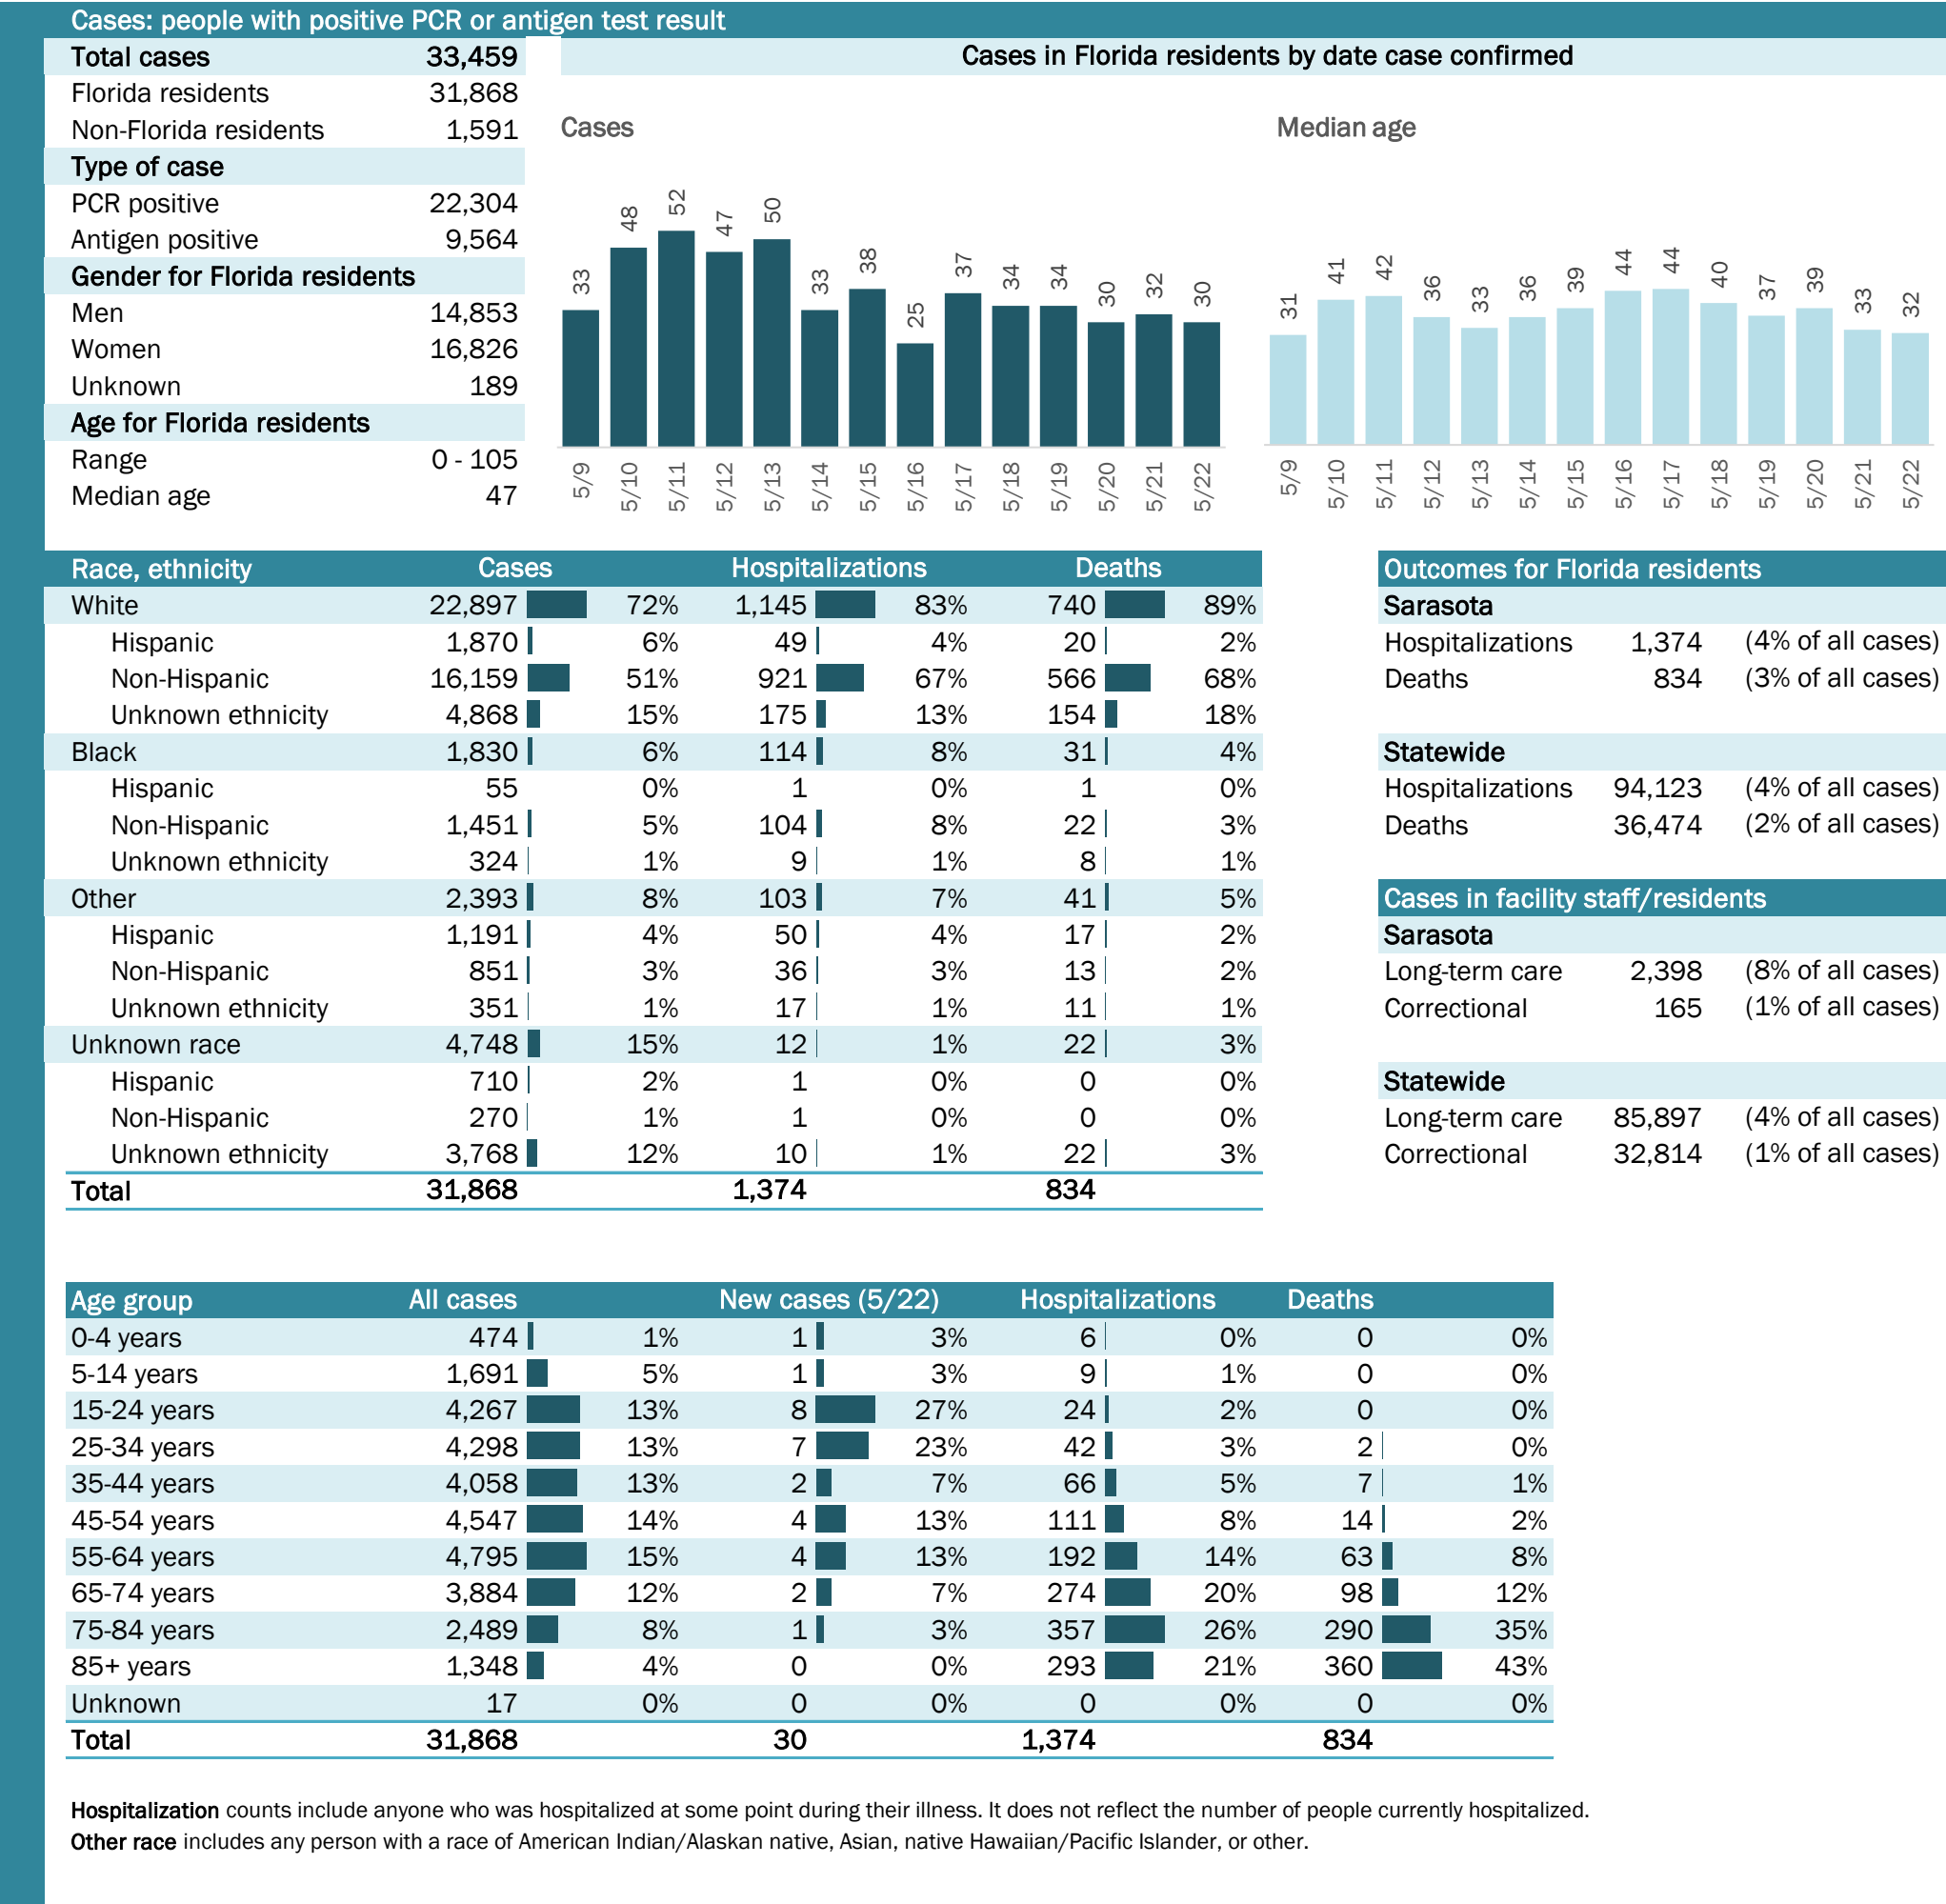 Cases: people with positive PCR or antigen test result
Total cases 33,459
Florida residents 31,868
Non-Florida residents 1,591
Type of case
PCR positive 22,304
Antigen positive 9,564
Gender for Florida residents
Men 14,853
Women 16,826
Unknown 189
Age for Florida residents
Range 0 - 105
Median age 47
Cases in Florida residents by date case confirmed
Cases
33 48 52 47 50 33 38 25 37 34 34 30 32 30
5/9 5/10 5/11 5/12 5/13 5/14 5/15 5/16 5/17 5/18 5/19 5/20 5/21 5/22
Median age
31 41 42 36 33 36 39 44 44 40 37 39 33 32
5/9 5/10 5/11 5/12 5/13 5/14 5/15 5/16 5/17 5/18 5/19 5/20 5/21 5/22
Race, ethnicity Cases Hospitalizations Deaths
White 22,897 72% 1,145 83% 740 89%
Hispanic 1,870 6% 49 4% 20 2%
Non-Hispanic 16,159 51% 921 67% 566 68%
Unknown ethnicity 4,868 15% 175 13% 154 18%
Black 1,830 6% 114 8% 31 4%
Hispanic 55 0% 1 0% 1 0%
Non-Hispanic 1,451 5% 104 8% 22 3%
Unknown ethnicity 324 1% 9 1% 8 1%
Other 2,393 8% 103 7% 41 5%
Hispanic 1,191 4% 50 4% 17 2%
Non-Hispanic 851 3% 36 3% 13 2%
Unknown ethnicity 351 1% 17 1% 11 1%
Unknown race 4,748 15% 12 1% 22 3%
Hispanic 710 2% 1 0% 0 0%
Non-Hispanic 270 1% 1 0% 0 0%
Unknown ethnicity 3,768 12% 10 1% 22 3%
Total 31,868 1,374 834
Outcomes for Florida residents
Sarasota
Hospitalizations 1,374 (4% of all cases)
Deaths 834 (3% of all cases)
Statewide
Hospitalizations 94,123 (4% of all cases)
Deaths 36,474 (2% of all cases)
Cases in facility staff/residents
Sarasota
Long-term care 2,398 (8% of all cases)
Correctional 165 (1% of all cases)
Statewide
Long-term care 85,897 (4% of all cases)
Correctional 32,814 (1% of all cases)
Age group All cases New cases (5/22) Hospitalizations Deaths
0-4 years 474 1% 1 3% 6 0% 0 0%
5-14 years 1,691 5% 1 3% 9 1% 0 0%
15-24 years 4,267 13% 8 27% 24 2% 0 0%
25-34 years 4,298 13% 7 23% 42 3% 2 0%
35-44 years 4,058 13% 2 7% 66 5% 7 1%
45-54 years 4,547 14% 4 13% 111 8% 14 2%
55-64 years 4,795 15% 4 13% 192 14% 63 8%
65-74 years 3,884 12% 2 7% 274 20% 98 12%
75-84 years 2,489 8% 1 3% 357 26% 290 35%
85+ years 1,348 4% 0 0% 293 21% 360 43%
Unknown 17 0% 0 0% 0 0% 0 0%
Total 31,868 30 1,374 834
Hospitalization counts include anyone who was hospitalized at some point during their illness. It does not reflect the number of people currently hospitalized.
Other race includes any person with a race of American Indian/Alaskan native, Asian, native Hawaiian/Pacific Islander, or other.